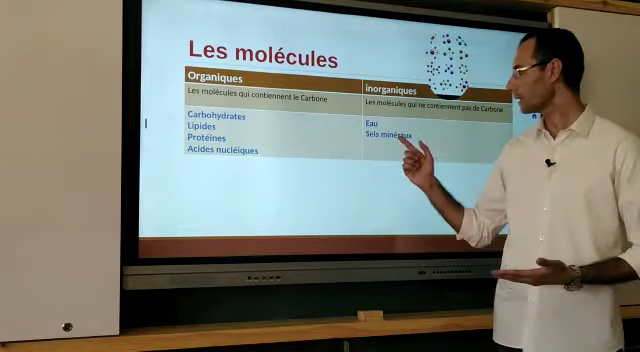 Les molécules
Organiques
inorganiques
Les molécules qui contiennent le Carbone
Les molécules qui ne contiennent pas de Carbone
Carbohydrates
Lipides
Protéines
Acides nucléiques
Eau
Sels minéraux